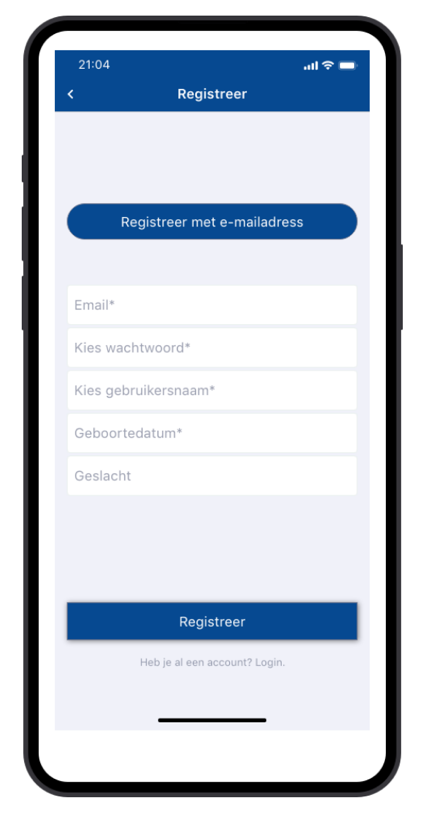 21:04
Registreer
Registreer met e-mailadress
Email*
Kies wachtwoord*
Kies gebruikersnaam*
Geboortedatum*
Geslacht
Registreer
Heb je al een account? Login.